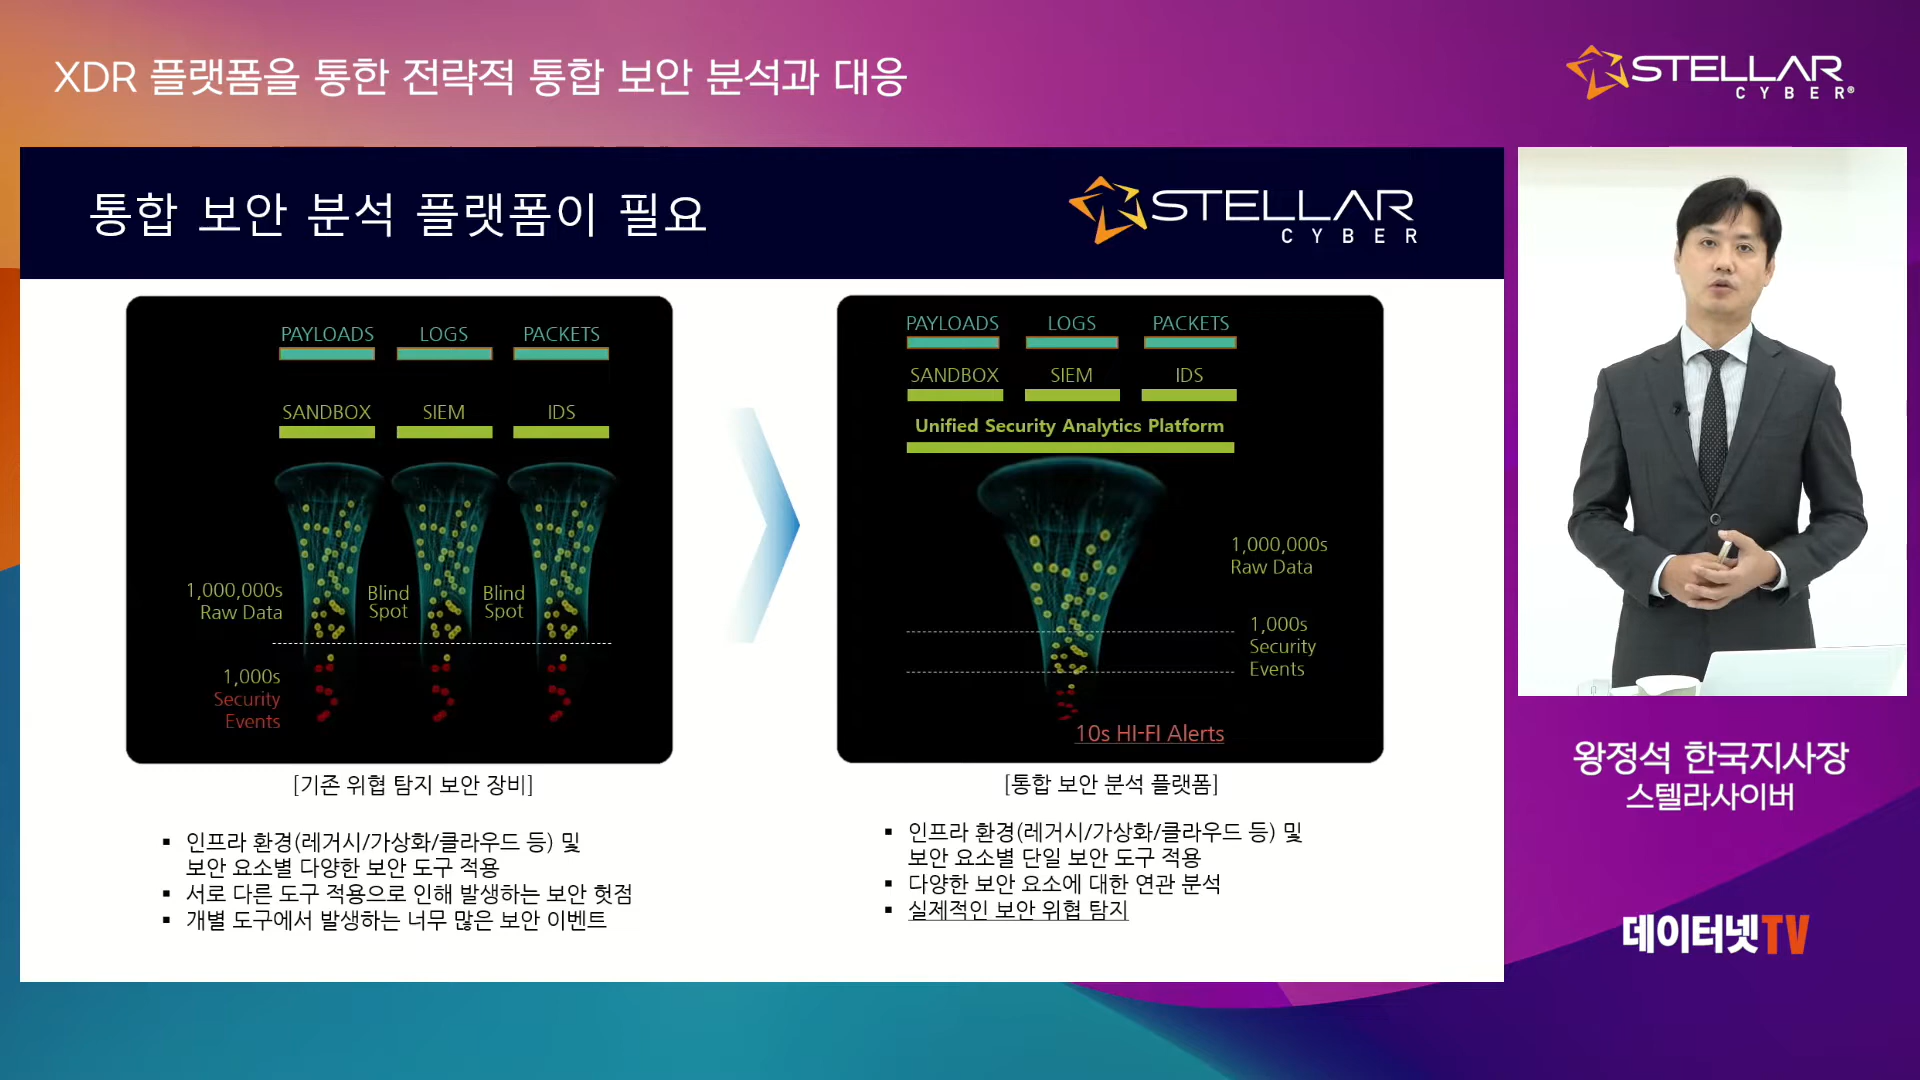 XDR 플랫폼을 통한 전략적 통합 보안 분석과 대응
STELLAR
CYBER®
통합 보안 분석 플랫폼이 필요
STELLAR
CYBER
PAYLOADS LOGS PACKETS
SANDBOX SIEM IDS
1,000,000s
Raw Data
Blind
Spot
Blind
Spot
1,000s
Security
Events
[기존 위협 탐지 보안 장비]
▪ 인프라 환경(레거시/가상화/클라우드 등) 및
보안 요소별 다양한 보안 도구 적용
▪ 서로 다른 도구 적용으로 인해 발생하는 보안 헛점
▪ 개별 도구에서 발생하는 너무 많은 보안 이벤트
PAYLOADS LOGS PACKETS
SANDBOX SIEM IDS
Unified Security Analytics Platform
1,000,000s
Raw Data
1,000s
Security
Events
10s HI-FI Alerts
[통합 보안 분석 플랫폼]
▪ 인프라 환경(레거시/가상화/클라우드 등) 및
보안 요소별 단일 보안 도구 적용
▪ 다양한 보안 요소에 대한 연관 분석
▪ 실제적인 보안 위협 탐지
왕정석 한국지사장
스텔라사이버
데이터넷TV